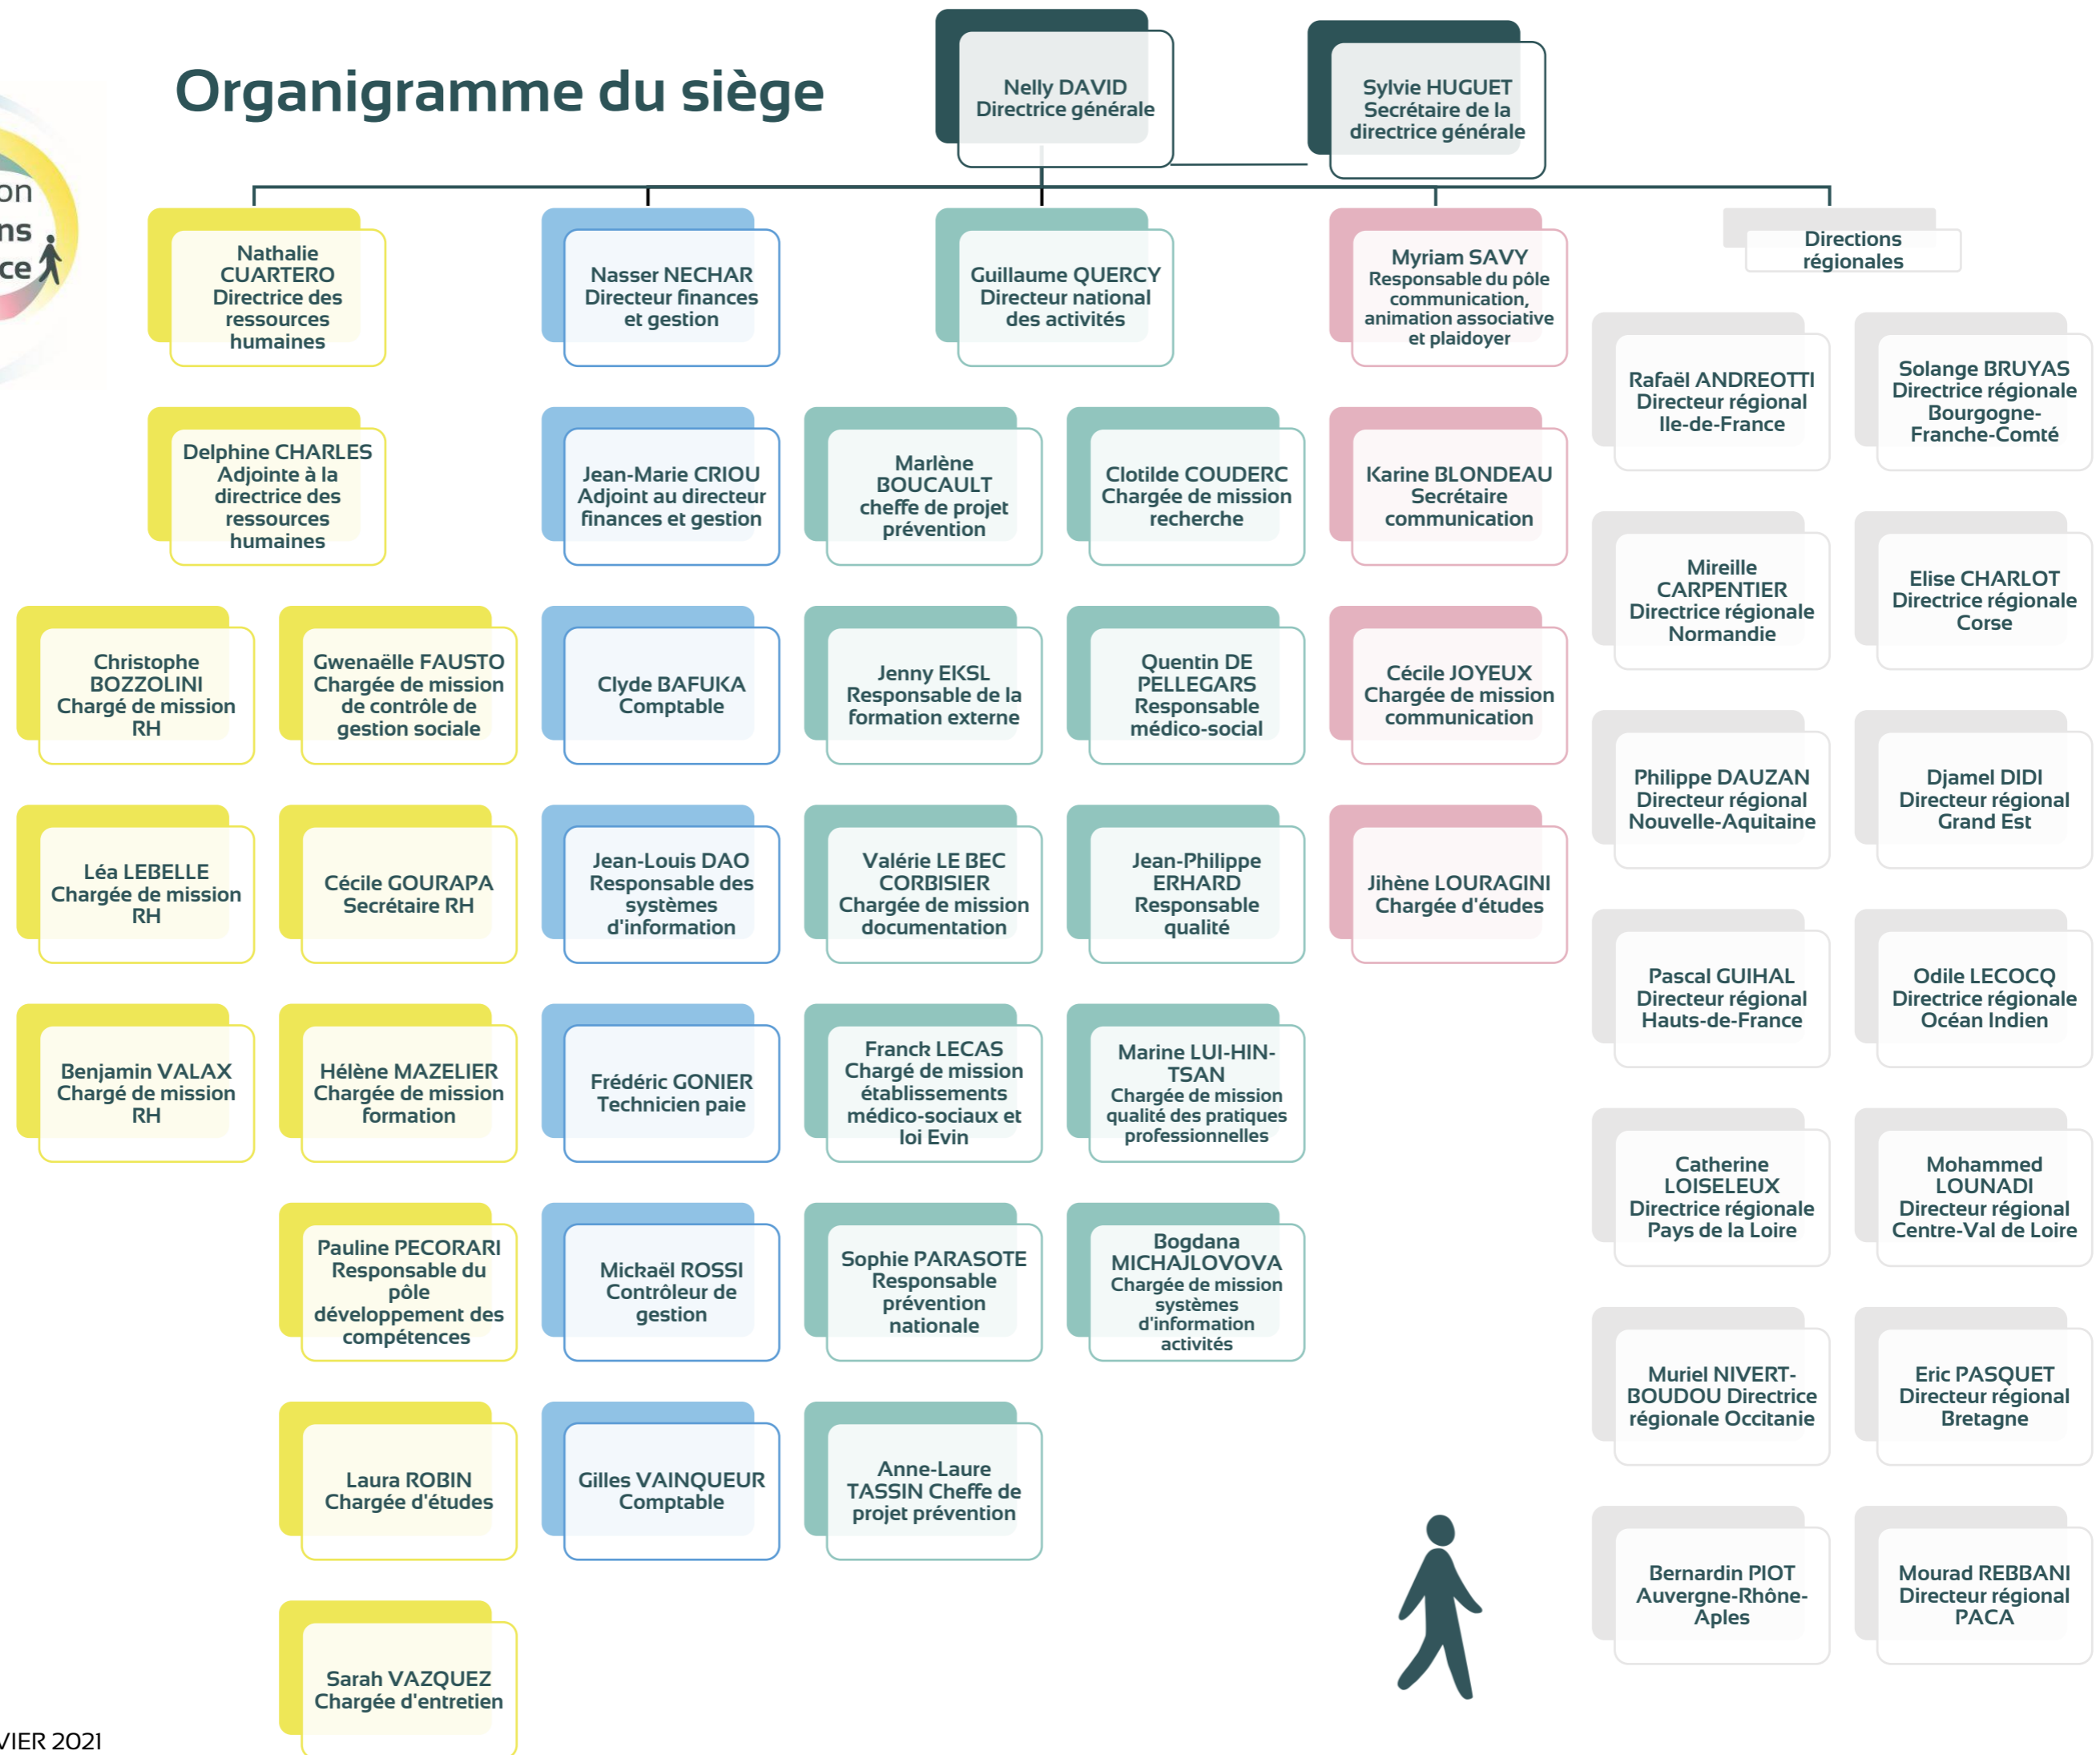 Organigramme du siège
on
ns
ce
Nelly DAVID
Directrice générale
Sylvie HUGUET
Secrétaire de la
directrice générale
Nathalie
CUARTERO
Directrice des
ressources
humaines
Nasser NECHAR
Directeur finances
et gestion
Guillaume QUERCY
Directeur national
des activités
Myriam SAVY
Responsable du pôle
communication,
animation associative
et plaidoyer
Directions
régionales
Delphine CHARLES
Adjointe à la
directrice des
ressources
humaines
Christophe
BOZZOLINI
Chargé de mission
RH
Gwenaëlle FAUSTO
Chargée de mission
de contrôle de
gestion sociale
Léa LEBELLE
Chargée de mission
RH
Cécile GOURAPA
Secrétaire RH
Benjamin VALAX
Chargé de mission
RH
Hélène MAZELIER
Chargée de mission
formation
Pauline PECORARI
Responsable du
pôle
développement des
compétences
Laura ROBIN
Chargée d'études
Sarah VAZQUEZ
Chargée d'entretien
Jean-Marie CRIOU
Adjoint au directeur
finances et gestion
Clyde BAFUKA
Comptable
Jean-Louis DAO
Responsable des
systèmes
d'information
Frédéric GONIER
Technicien paie
Mickaël ROSSI
Contrôleur de
gestion
Gilles VAINQUEUR
Comptable
Marlène
BOUCAULT
cheffe de projet
prévention
Clotilde COUDERC
Chargée de mission
recherche
Jenny EKSL
Responsable de la
formation externe
Quentin DE
PELLEGARS
Responsable
médico-social
Valérie LE BEC
CORBISIER
Chargée de mission
documentation
Jean-Philippe
ERHARD
Responsable
qualité
Franck LECAS
Chargé de mission
établissements
médico-sociaux et
loi Evin
Marine LUI-HIN-
TSAN
Chargée de mission
qualité des pratiques
professionnelles
Sophie PARASOTE
Responsable
prévention
nationale
Bogdana
MICHAJLOVOVA
Chargée de mission
systèmes
d'information
activités
Anne-Laure
TASSIN Cheffe de
projet prévention
Karine BLONDEAU
Secrétaire
communication
Cécile JOYEUX
Chargée de mission
communication
Jihène LOURAGINI
Chargée d'études
Rafaël ANDREOTTI
Directeur régional
Ile-de-France
Solange BRUYAS
Directrice régionale
Bourgogne-
Franche-Comté
Mireille
CARPENTIER
Directrice régionale
Normandie
Elise CHARLOT
Directrice régionale
Corse
Philippe DAUZAN
Directeur régional
Nouvelle-Aquitaine
Djamel DIDI
Directeur régional
Grand Est
Pascal GUIHAL
Directeur régional
Hauts-de-France
Odile LECOCQ
Directrice régionale
Océan Indien
Catherine
LOISELEUX
Directrice régionale
Pays de la Loire
Mohammed
LOUNADI
Directeur régional
Centre-Val de Loire
Muriel NIVERT-
BOUDOU Directrice
régionale Occitanie
Eric PASQUET
Directeur régional
Bretagne
Bernardin PIOT
Auvergne-Rhône-
Aples
Mourad REBBANI
Directeur régional
PACA
VIER 2021